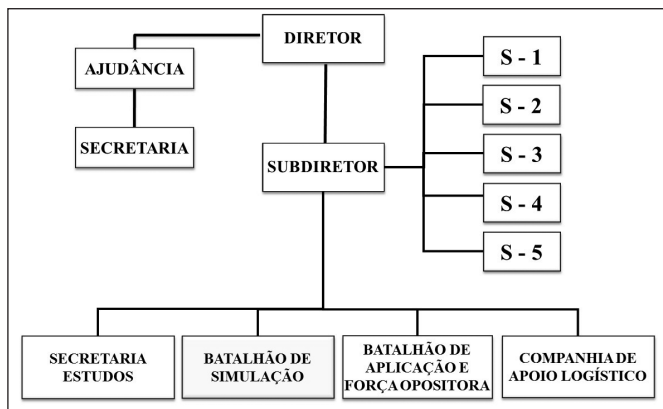 DIRETOR
AJUDÂNCIA
SECRETARIA
SUBDIRETOR
S - 1
S - 2
S - 3
S - 4
S - 5
SECRETARIA
ESTUDOS
BATALHÃO DE
SIMULAÇÃO
BATALHÃO DE
APLICAÇÃO E
FORÇA OPOSITORA
COMPANHIA DE
APOIO LOGÍSTICO